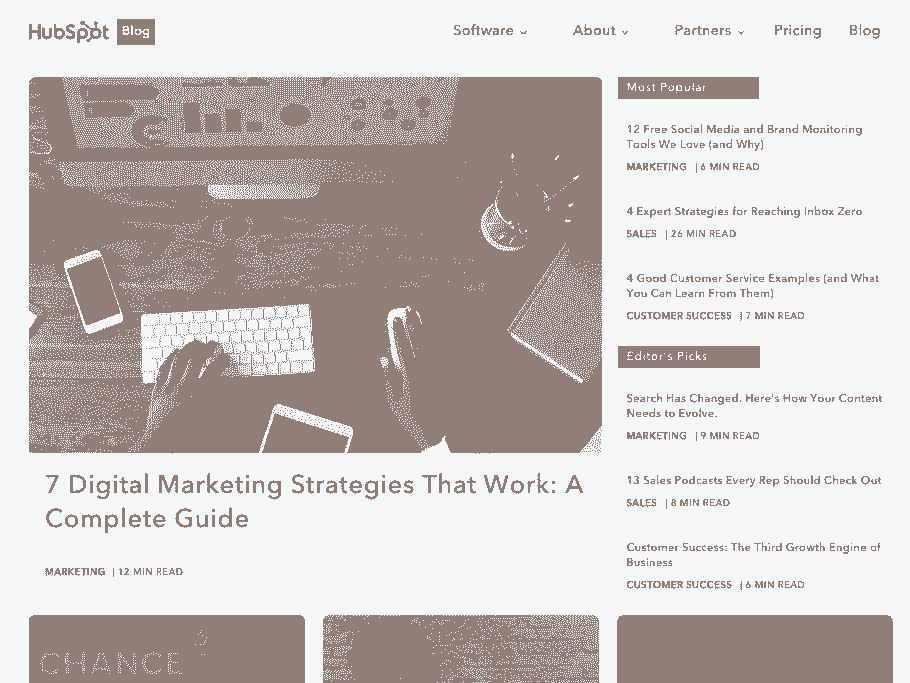 HubSpot Blog
Software
About
Partners
Pricing
Blog
7 Digital Marketing Strategies That Work: A
Complete Guide
MARKETING | 12 MIN READ
Most Popular
12 Free Social Media and Brand Monitoring
Tools We Love (and Why)
MARKETING | 6 MIN READ
4 Expert Strategies for Reaching Inbox Zero
SALES | 26 MIN READ
4 Good Customer Service Examples (and What
You Can Learn From Them)
CUSTOMER SUCCESS | 7 MIN READ
Editor's Picks
Search Has Changed. Here's How Your Content
Needs to Evolve.
MARKETING | 9 MIN READ
13 Sales Podcasts Every Rep Should Check Out
SALES | 8 MIN READ
Customer Success: The Third Growth Engine of
Business
CUSTOMER SUCCESS | 6 MIN READ
CHANCE